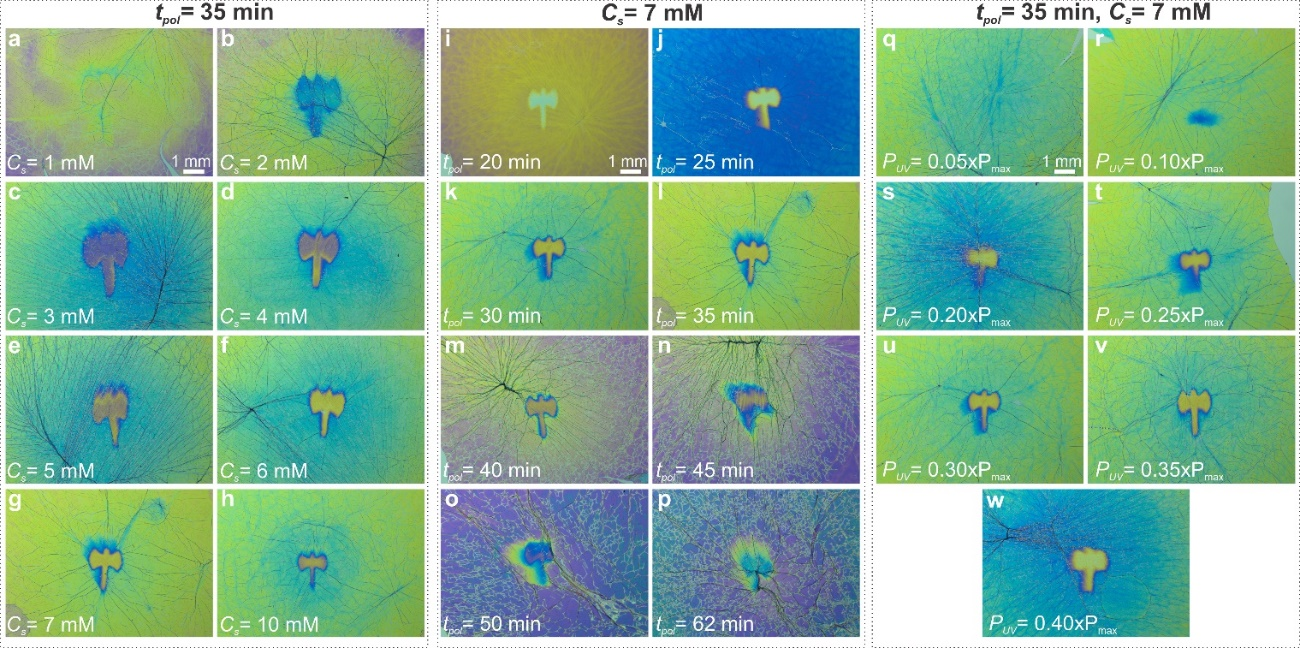 t_pol = 35 min
a
C_s= 1 mM
1 mm
b
C_s= 2 mM
c
C_s= 3 mM
d
C_s= 4 mM
e
C_s= 5 mM
f
C_s= 6 mM
g
C_s= 7 mM
h
C_s= 10 mM
C_s= 7 mM
i
t_pol= 20 min
1 mm
j
t_pol= 25 min
k
t_pol= 30 min
l
t_pol= 35 min
m
t_pol= 40 min
n
t_pol= 45 min
o
t_pol= 50 min
p
t_pol= 62 min
t_pol = 35 min, C_s= 7 mM
q
P_UV= 0.05xP_max
1 mm
r
P_UV= 0.10xP_max
s
P_UV= 0.20xP_max
t
P_UV= 0.25xP_max
u
P_UV= 0.30xP_max
v
P_UV= 0.35xP_max
w
P_UV= 0.40xP_max